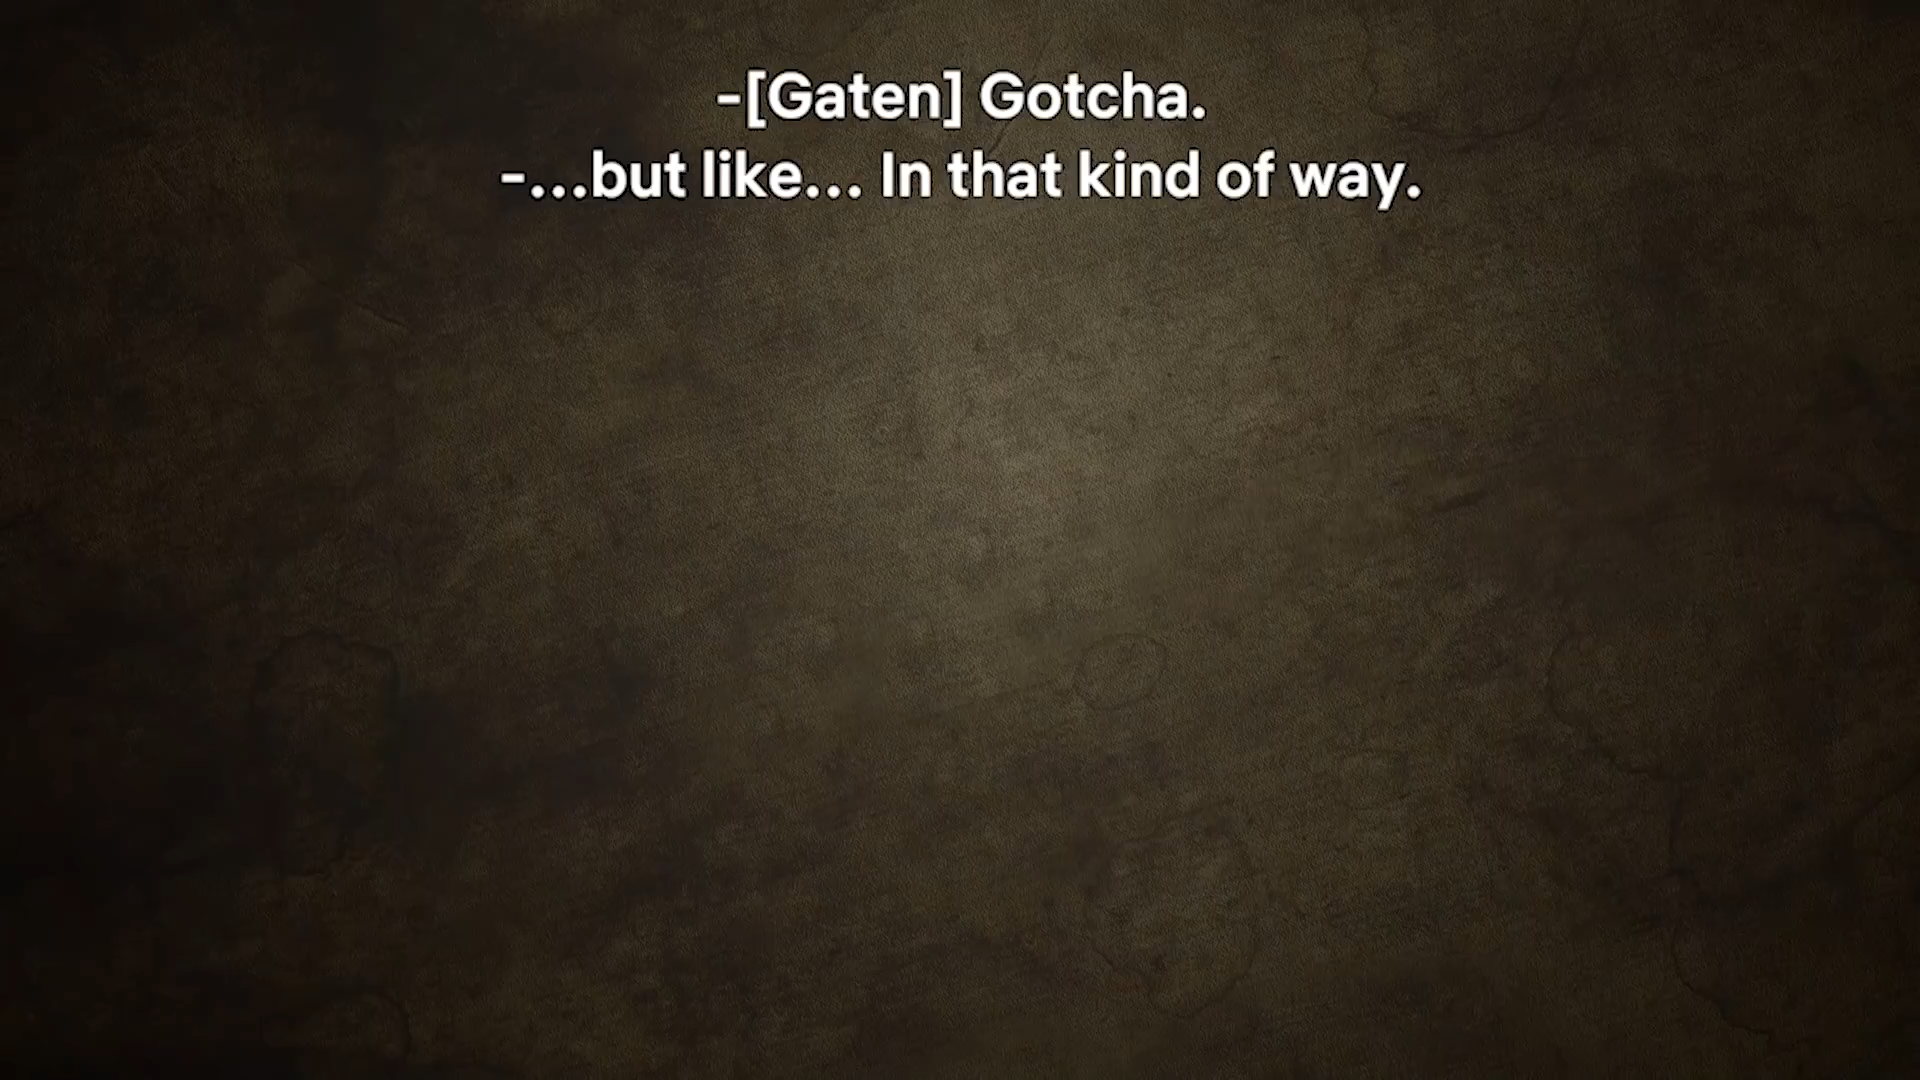 -[Gaten] Gotcha.
-…but like… In that kind of way.